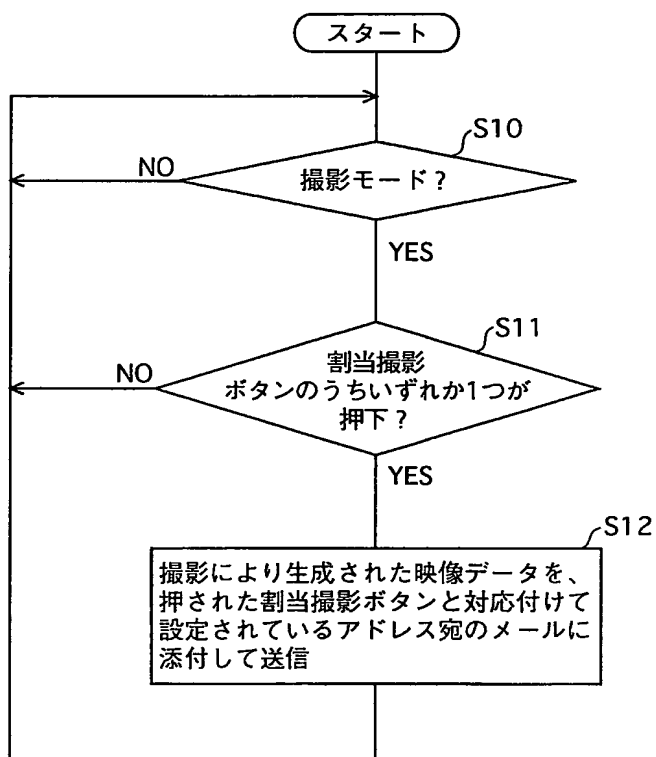 スタート
S10
NO
撮影モード？
YES
S11
NO
割当撮影
ボタンのうちいずれか1つが
押下？
YES
S12
撮影により生成された映像データを、
押された割当撮影ボタンと対応付けて
設定されているアドレス宛のメールに
添付して送信